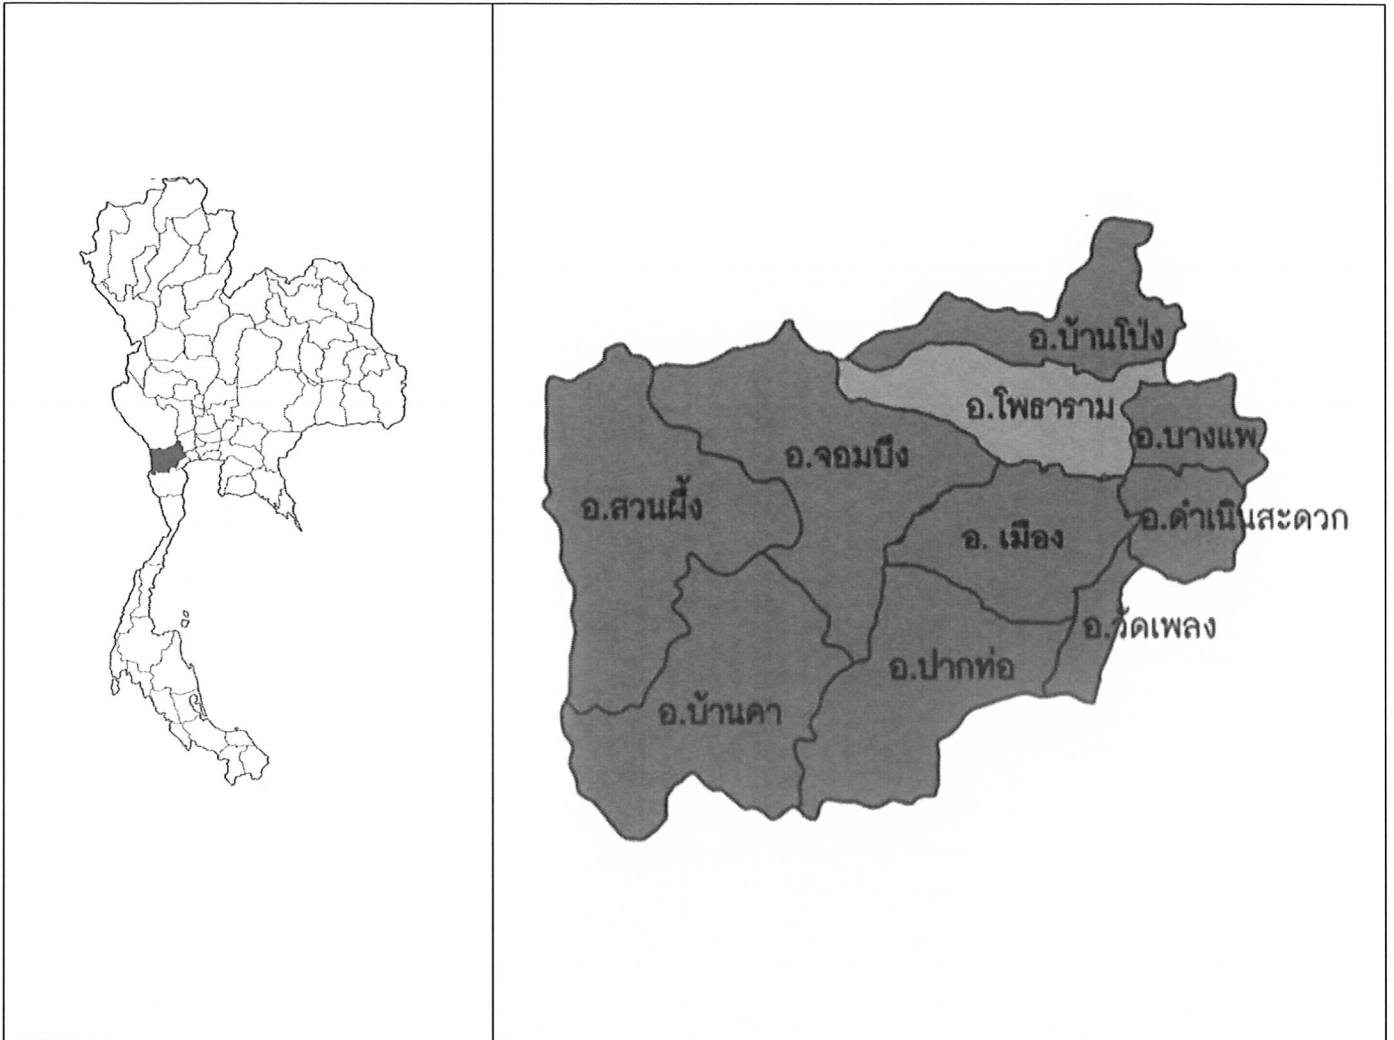 อ.บ้านโป่ง
อ.โพธาราม
อ.บางแพ
อ.จอมบึง
อ.สวนผึ้ง
อ.ดำเนินสะดวก
อ. เมือง
อ.วัดเพลง
อ.ปากท่อ
อ.บ้านคา